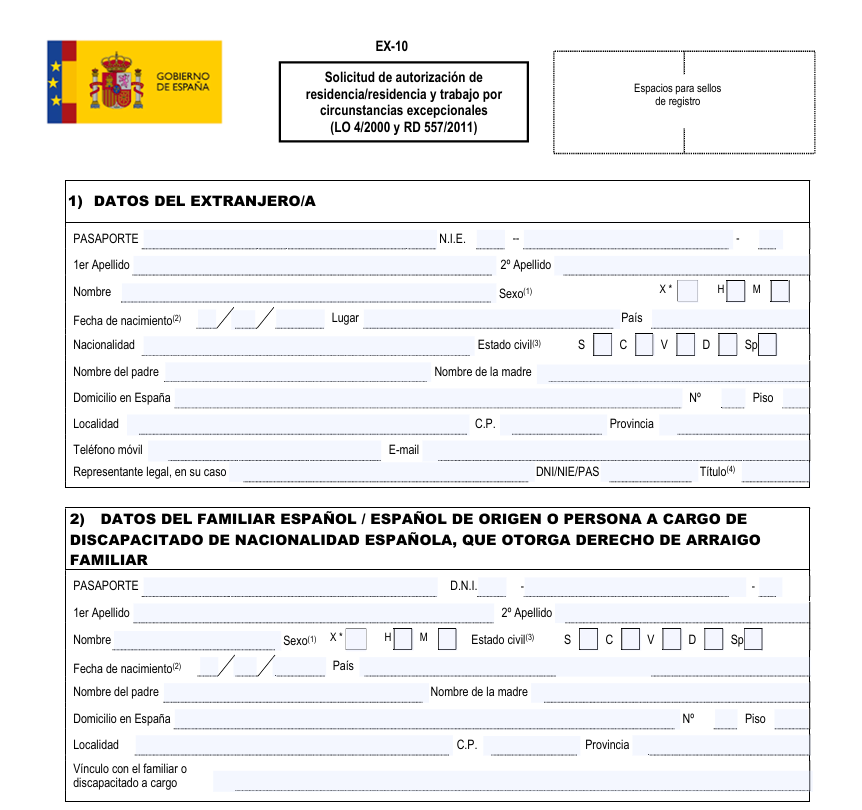 EX-10
GOBIERNO
DE ESPAÑA
Solicitud de autorización de
residencia/residencia y trabajo por
circunstancias excepcionales
(LO 4/2000 y RD 557/2011)
Espacios para sellos
de registro
1) DATOS DEL EXTRANJERO/A
PASAPORTE N.I.E. -- -
1er Apellido 2º Apellido
Nombre Sexo(1) X * H M
Fecha de nacimiento(2) / / Lugar País
Nacionalidad Estado civil(3) S C V D Sp
Nombre del padre Nombre de la madre
Domicilio en España Nº Piso
Localidad C.P. Provincia
Teléfono móvil E-mail
Representante legal, en su caso DNI/NIE/PAS Título(4)
2) DATOS DEL FAMILIAR ESPAÑOL / ESPAÑOL DE ORIGEN O PERSONA A CARGO DE
DISCAPACITADO DE NACIONALIDAD ESPAÑOLA, QUE OTORGA DERECHO DE ARRAIGO
FAMILIAR
PASAPORTE D.N.I. - -
1er Apellido 2º Apellido
Nombre Sexo(1) X * H M Estado civil(3) S C V D Sp
Fecha de nacimiento(2) / / País
Nombre del padre Nombre de la madre
Domicilio en España Nº Piso
Localidad C.P. Provincia
Vínculo con el familiar o
discapacitado a cargo